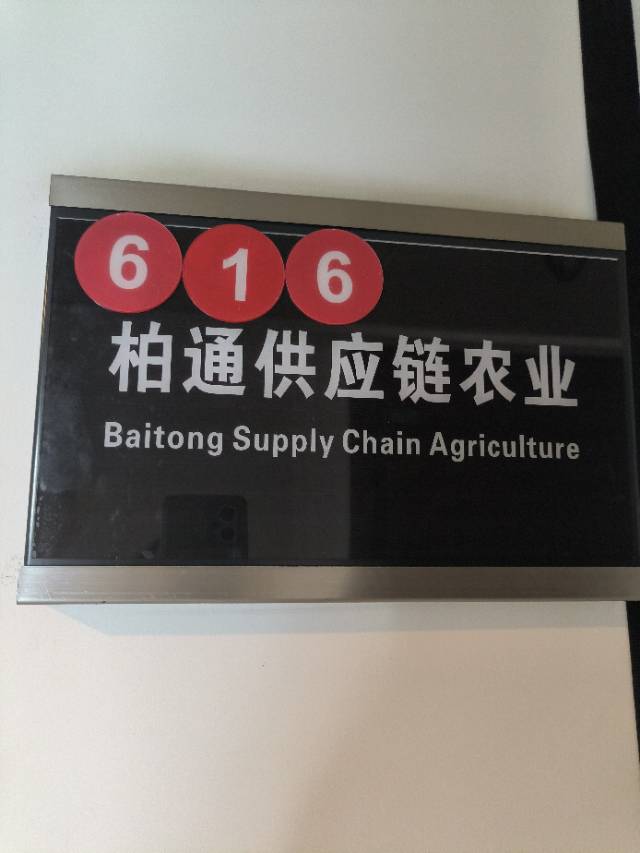 616
柏通供应链农业
Baitong Supply Chain Agriculture